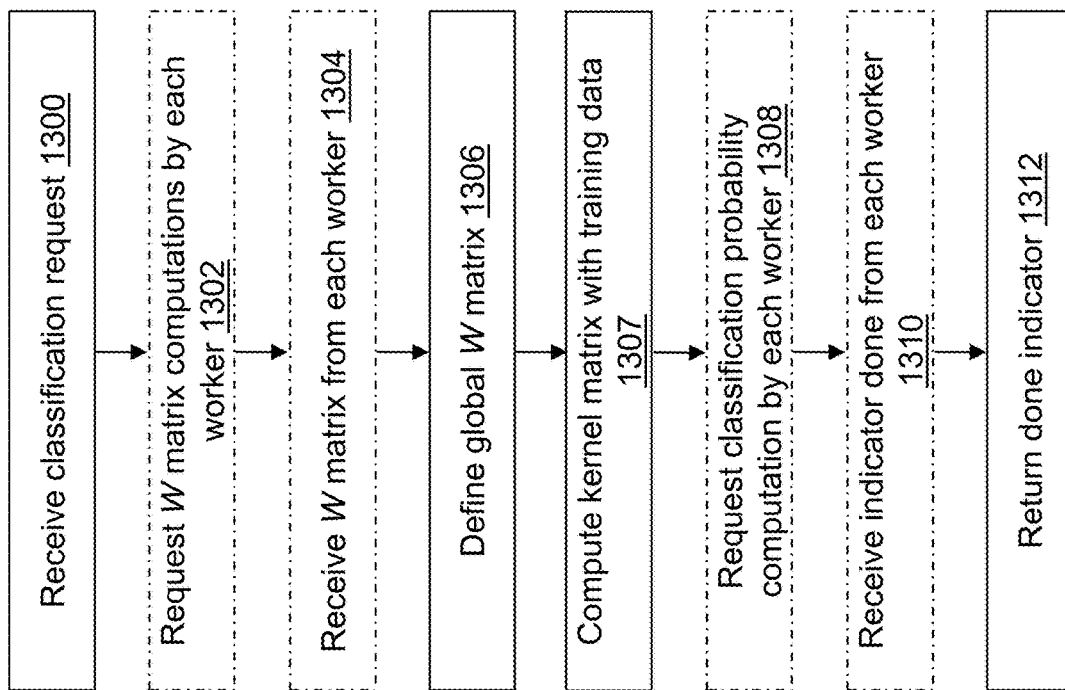 Receive classification request 1300
Request W matrix computations by each
worker 1302
Receive W matrix from each worker 1304
Define global W matrix 1306
Compute kernel matrix with training data
1307
Request classification probability
computation by each worker 1308
Receive indicator done from each worker
1310
Return done indicator 1312